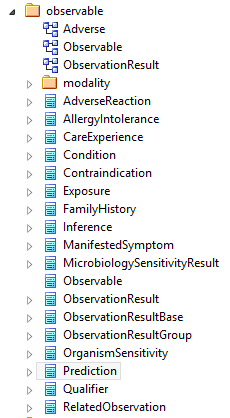 observable
Adverse
Observable
ObservationResult
modality
AdverseReaction
AllergyIntolerance
CareExperience
Condition
Contraindication
Exposure
FamilyHistory
Inference
ManifestedSymptom
MicrobiologySensitivityResult
Observable
ObservationResult
ObservationResultBase
ObservationResultGroup
OrganismSensitivity
Prediction
Qualifier
RelatedObservation